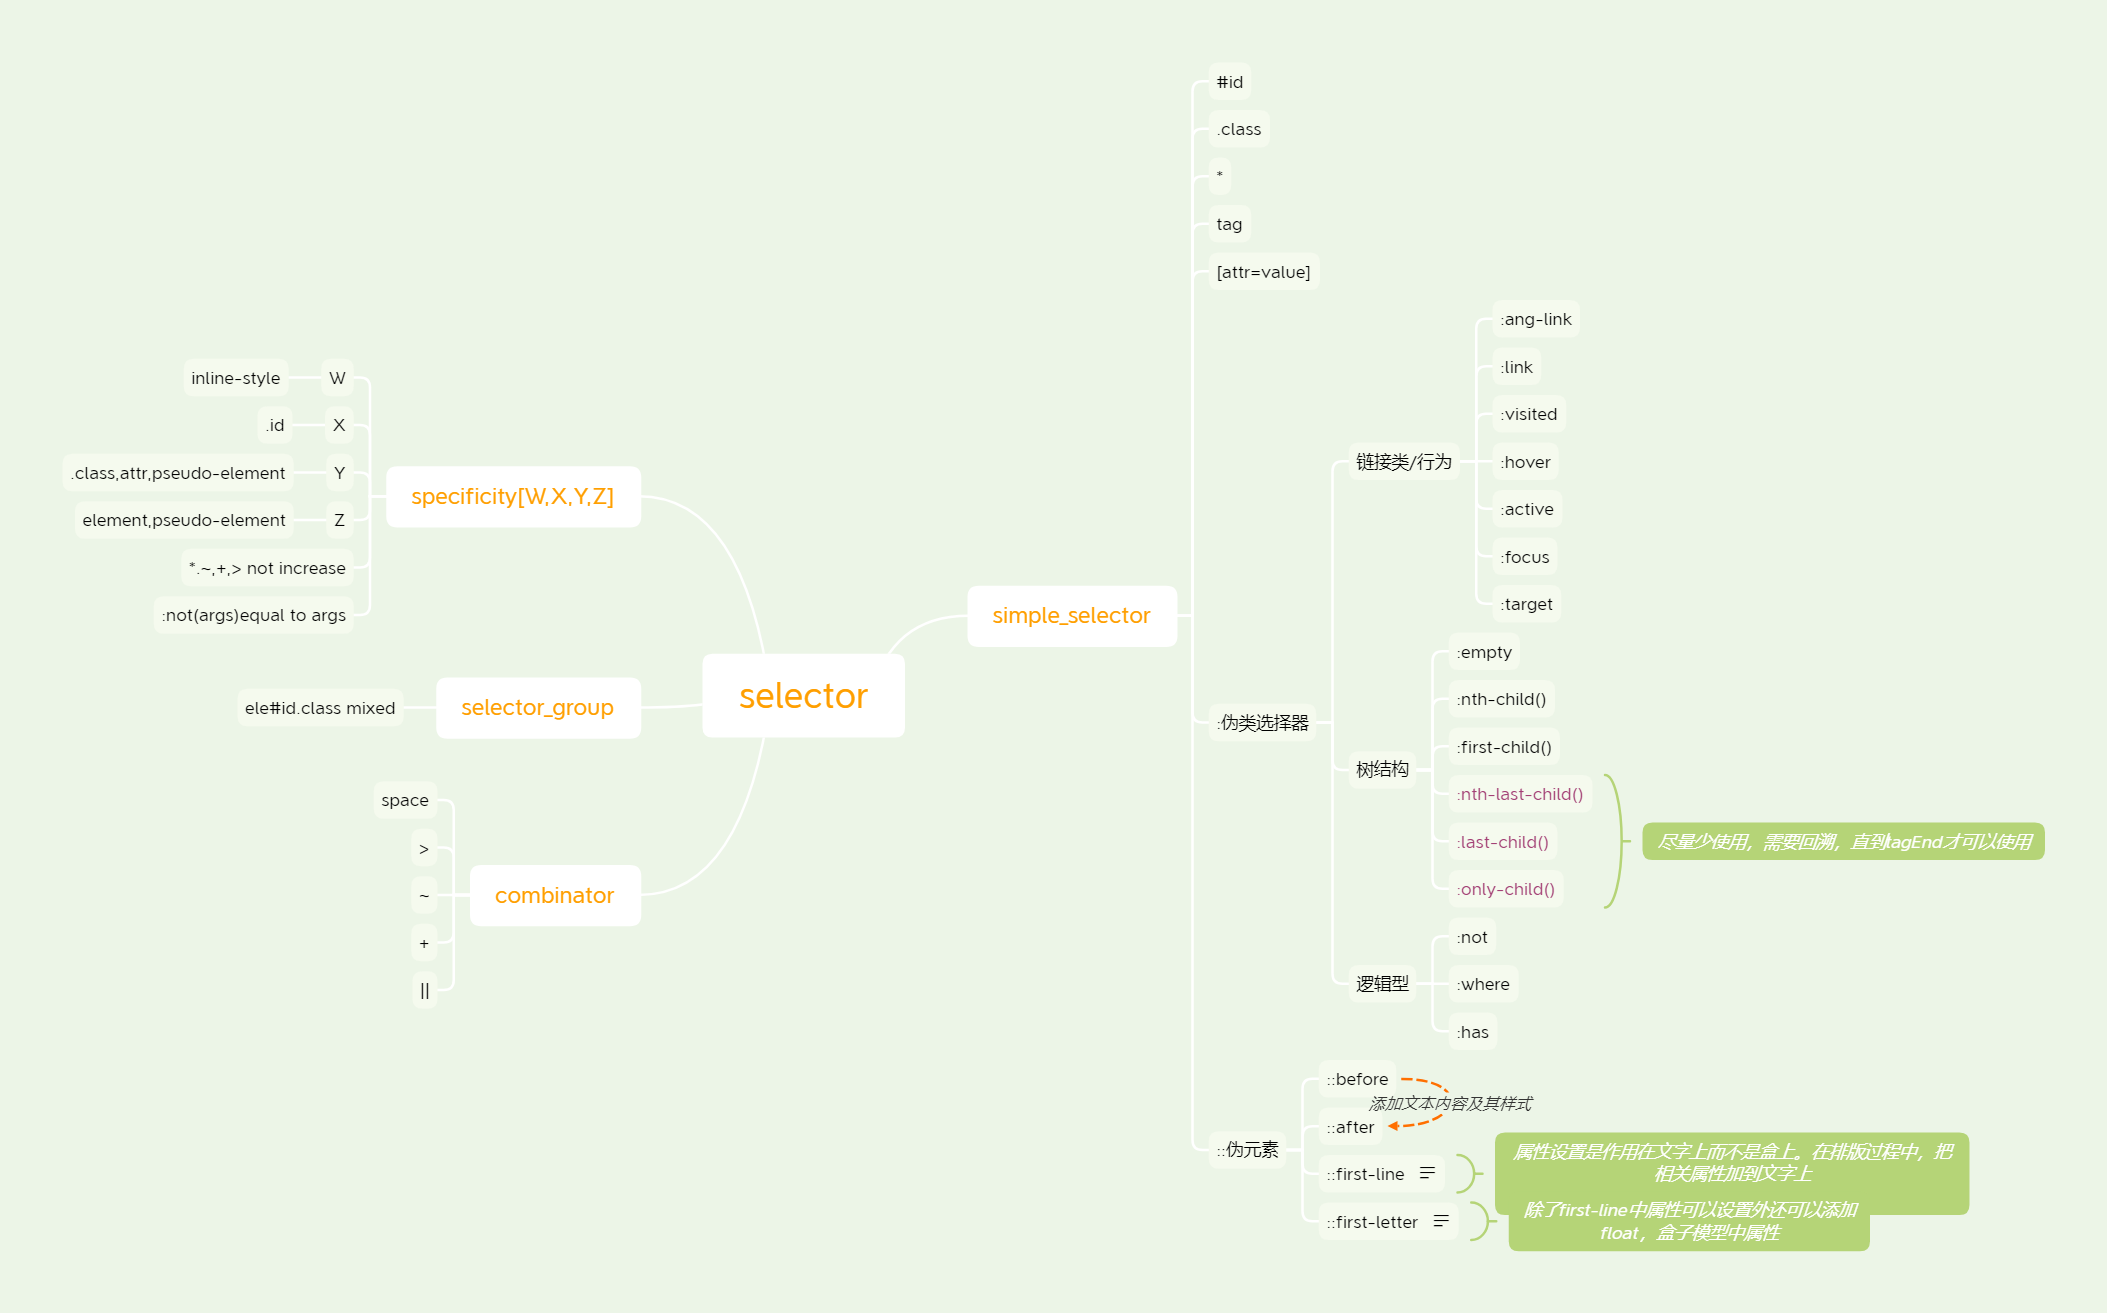 selector
simple_selector
#id
.class
*
tag
[attr=value]
:伪类选择器
链接类/行为
:ang-link
:link
:visited
:hover
:active
:focus
:target
树结构
:empty
:nth-child()
:first-child()
:nth-last-child()
:last-child()
:only-child()
尽量少使用，需要回溯，直到tagEnd才可以使用
逻辑型
:not
:where
:has
::伪元素
::before
添加文本内容及其样式
::after
::first-line
属性设置是作用在文字上而不是盒上。在排版过程中，把
相关属性加到文字上
::first-letter
除了first-line中属性可以设置外还可以添加
float，盒子模型中属性
specificity[W,X,Y,Z]
W
inline-style
X
.id
Y
.class,attr,pseudo-element
Z
element,pseudo-element
*.~,+,> not increase
:not(args)equal to args
selector_group
ele#id.class mixed
combinator
space
>
~
+
||